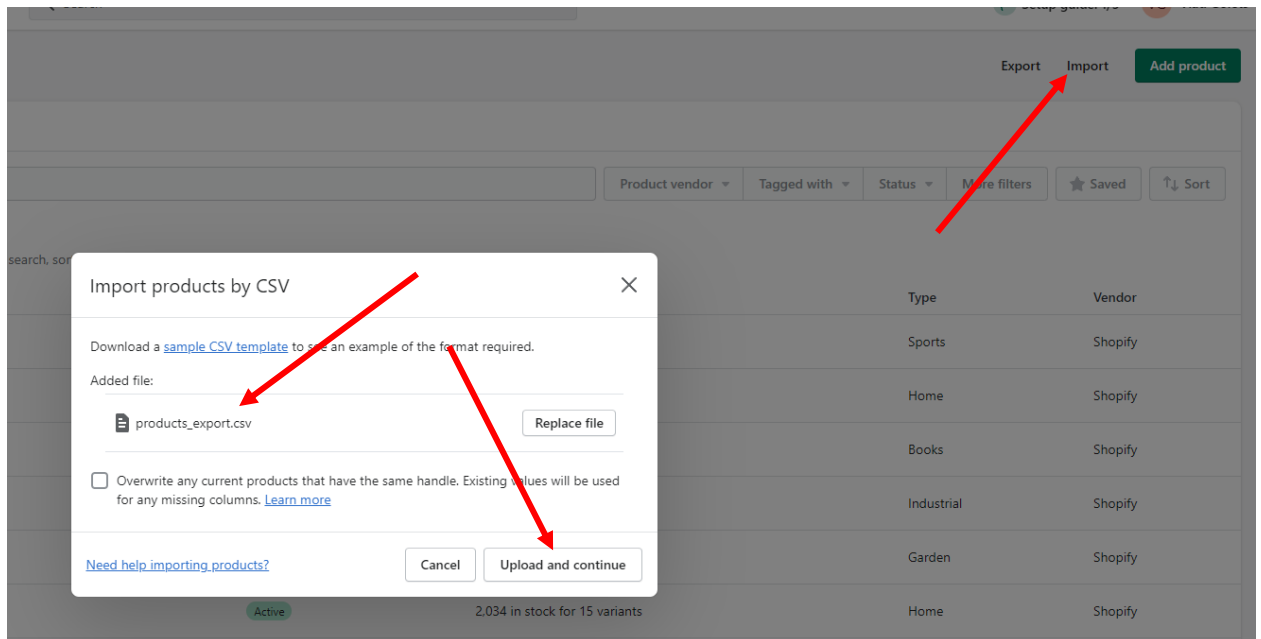 Export Import Add product
Product vendor Tagged with Status More filters Saved Sort
search, sor
Type Vendor
Import products by CSV
Download a sample CSV template to see an example of the format required.
Added file:
products_export.csv Replace file
Overwrite any current products that have the same handle. Existing values will be used
for any missing columns. Learn more
Need help importing products? Cancel Upload and continue
Sports Shopify
Home Shopify
Books Shopify
Industrial Shopify
Garden Shopify
Active 2,034 in stock for 15 variants Home Shopify